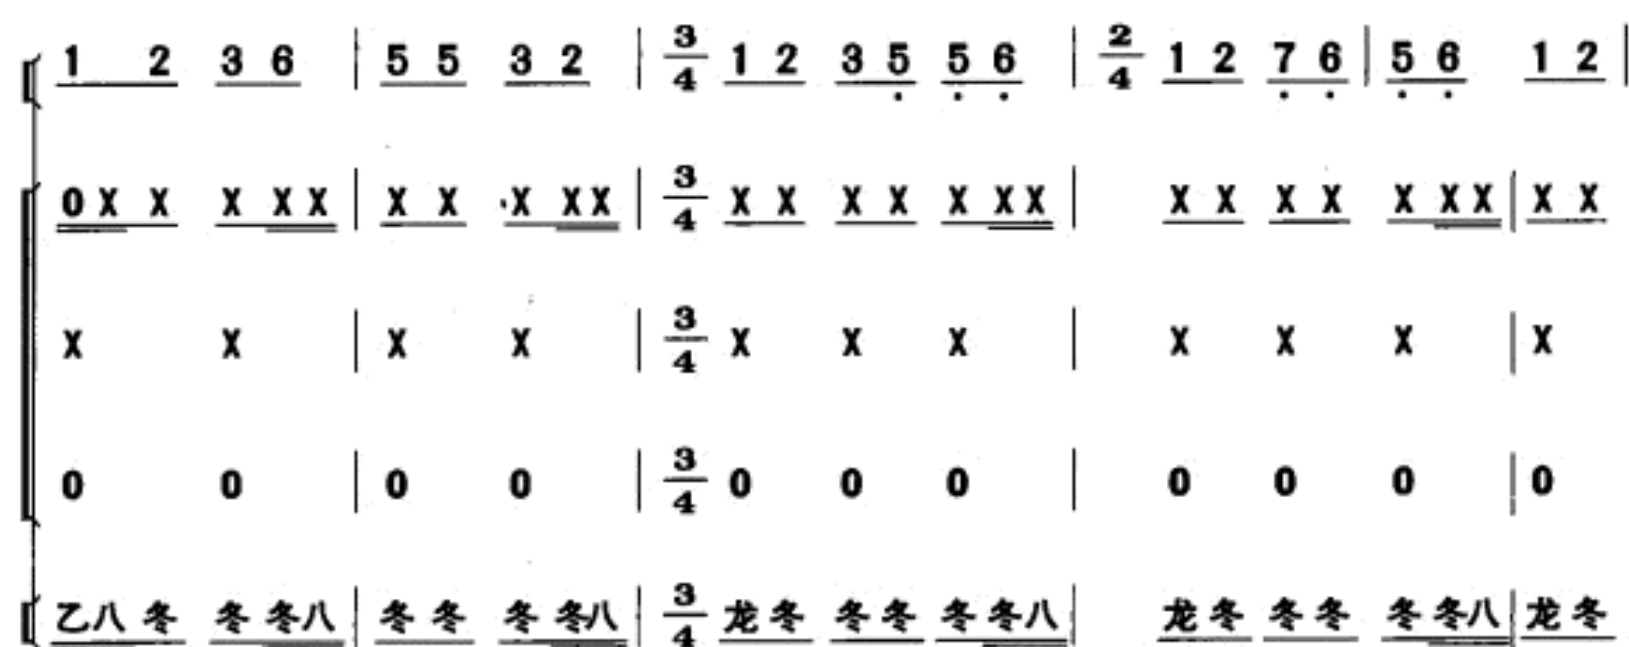 1 2 3 6 | 5 5 3 2 | 3/4 1 2 3 5̣ 5̣ 6̣ | 2/4 1 2 7̣ 6̣ | 5̣ 6̣ 1 2 |
0 X X X X X | X X X X X | 3/4 X X X X X X X | X X X X X X X | X X
X X | X X | 3/4 X X X | X X X | X
0 0 | 0 0 | 3/4 0 0 0 | 0 0 0 | 0
乙八冬 冬冬八 | 冬冬 冬冬八 | 3/4 龙冬 冬冬 冬冬八 | 龙冬 冬冬 冬冬八 | 龙冬